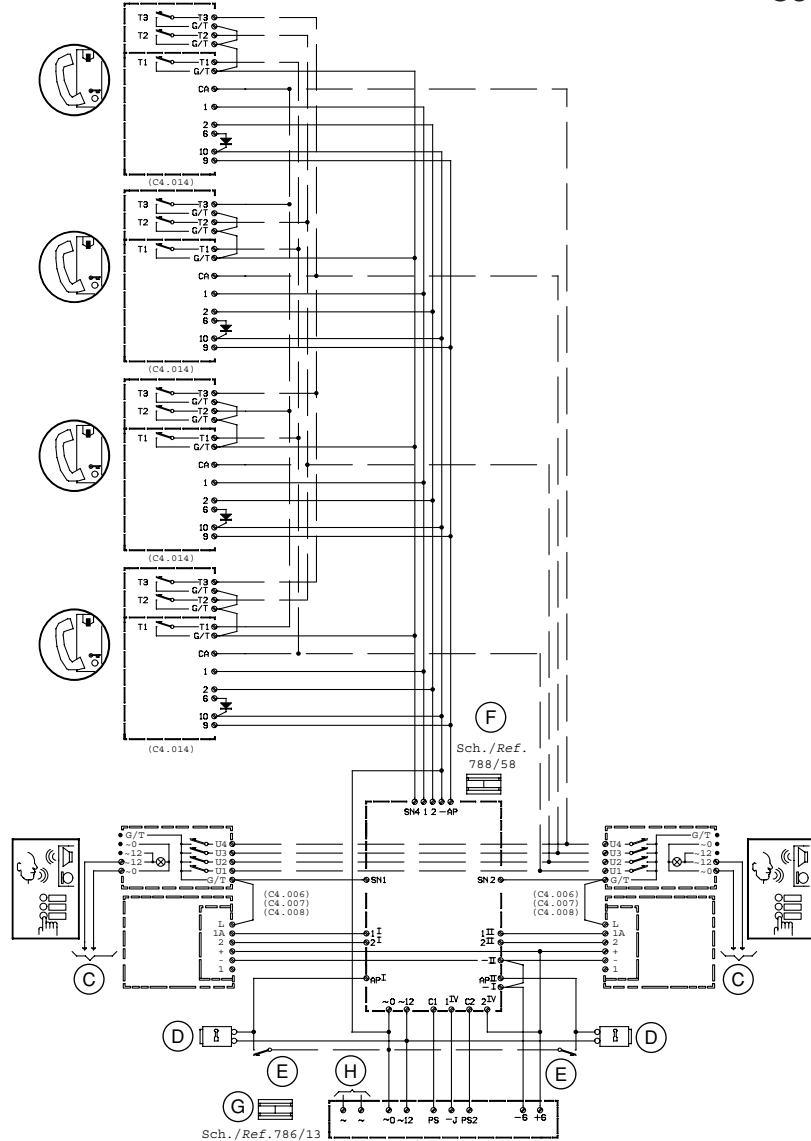 T3 T3
G/T
T2 T2
G/T
T1 T1
G/T
CA
1
2
6
10
9
(C4.014)
T3 T3
G/T
T2 T2
G/T
T1 T1
G/T
CA
1
2
6
10
9
(C4.014)
T3 T3
G/T
T2 T2
G/T
T1 T1
G/T
CA
1
2
6
10
9
(C4.014)
T3 T3
G/T
T2 T2
G/T
T1 T1
G/T
CA
1
2
6
10
9
(C4.014)
F
Sch./Ref.
788/58
SN4 1 2 -AP
G/T
~0
~12
~12
~0
U4
U3
U2
U1
G/T
SN1
SN2
U4
U3
U2
U1
G/T
G/T
~0
~12
~12
~0
(C4.006)
(C4.007)
(C4.008)
(C4.006)
(C4.007)
(C4.008)
L
1A
2
+
-
1
1I
2I
API
1II
2II
-II
APII
-I
L
1A
2
+
-
1
C
C
~0 ~12 C1 1IV C2 2IV
D
D
E
E
H
G
Sch./Ref.786/13
~ ~ ~0 ~12 PS -J PS2 -6 +6